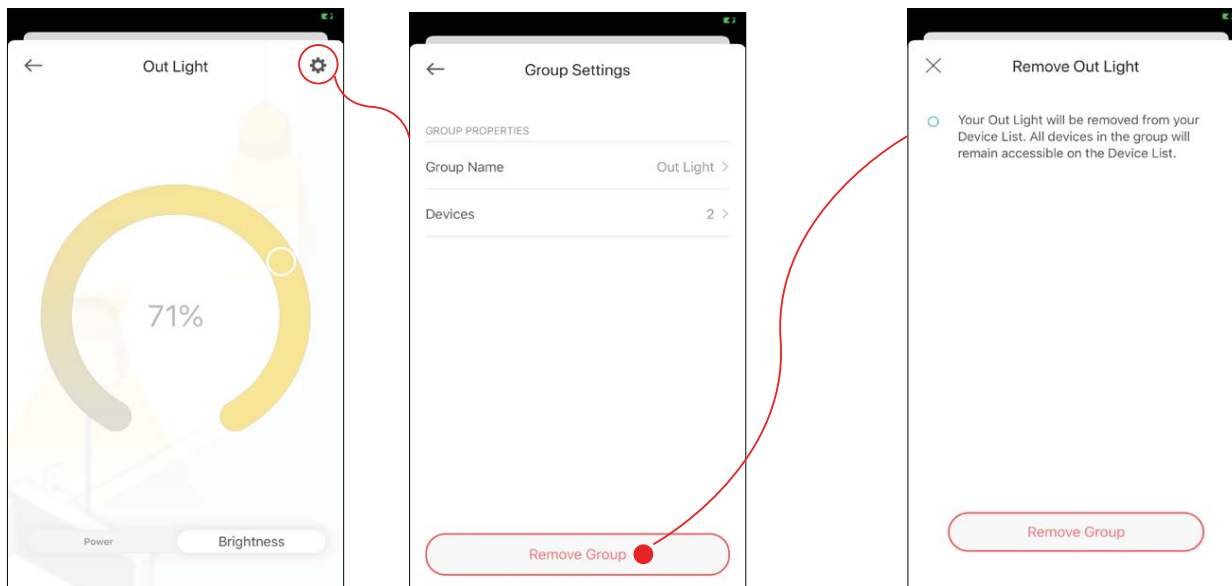 Out Light
71%
Power
Brightness
Group Settings
GROUP PROPERTIES
Group Name
Out Light >
Devices
2 >
Remove Group
Remove Out Light
Your Out Light will be removed from your
Device List. All devices in the group will
remain accessible on the Device List.
Remove Group